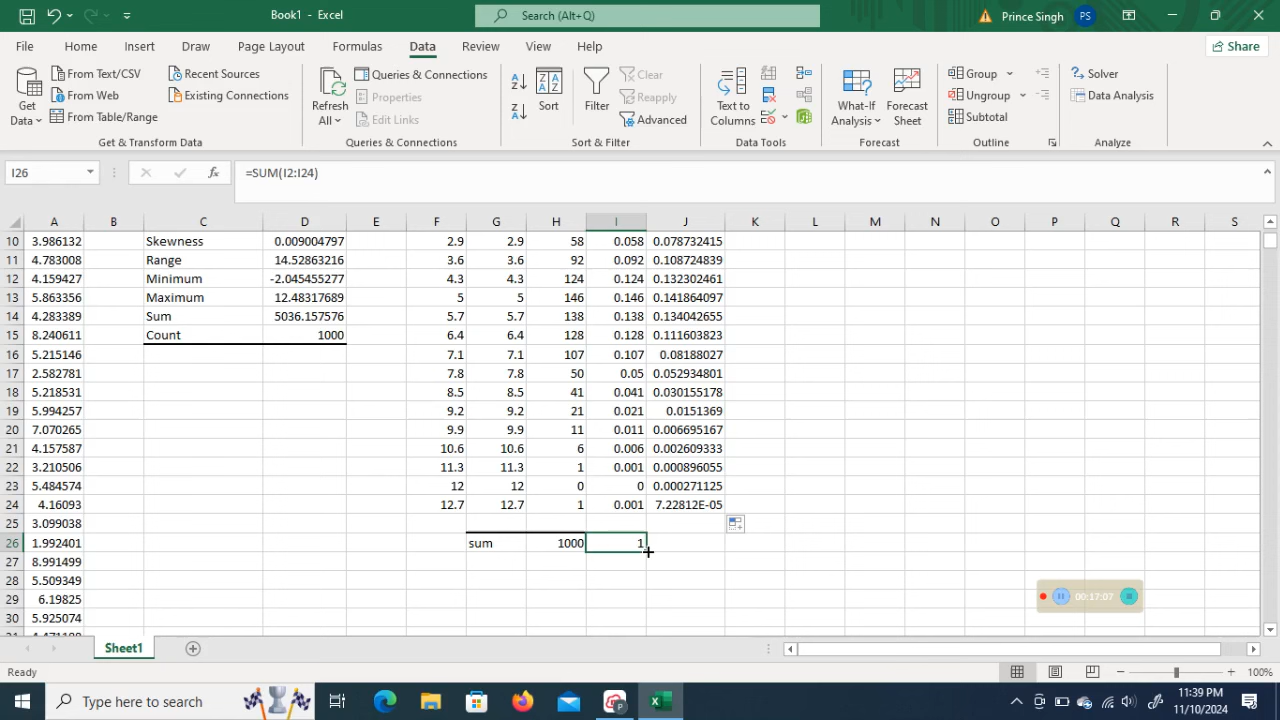 Book1 - Excel
Search (Alt+Q)
Prince Singh
PS
File Home Insert Draw Page Layout Formulas Data Review View Help
Share
Get Data
From Text/CSV
From Web
From Table/Range
Recent Sources
Existing Connections
Get & Transform Data
Refresh All
Queries & Connections
Properties
Edit Links
Queries & Connections
Sort
Filter
Clear
Reapply
Advanced
Sort & Filter
Text to Columns
Data Tools
What-If Analysis
Forecast Sheet
Forecast
Group
Ungroup
Subtotal
Outline
Solver
Data Analysis
Analyze
I26
fx
=SUM(I2:I24)
A B C D E F G H I J K L M N O P Q R S
10 3.986132 Skewness 0.009004797 2.9 2.9 58 0.058 0.078732415
11 4.783008 Range 14.52863216 3.6 3.6 92 0.092 0.108724839
12 4.159427 Minimum -2.045455277 4.3 4.3 124 0.124 0.132302461
13 5.863356 Maximum 12.48317689 5 5 146 0.146 0.141864097
14 4.283389 Sum 5036.157576 5.7 5.7 138 0.138 0.134042655
15 8.240611 Count 1000 6.4 6.4 128 0.128 0.111603823
16 5.215146 7.1 7.1 107 0.107 0.08188027
17 2.582781 7.8 7.8 50 0.05 0.052934801
18 5.218531 8.5 8.5 41 0.041 0.030155178
19 5.994257 9.2 9.2 21 0.021 0.0151369
20 7.070265 9.9 9.9 11 0.011 0.006695167
21 4.157587 10.6 10.6 6 0.006 0.002609333
22 3.210506 11.3 11.3 1 0.001 0.000896055
23 5.484574 12 12 0 0 0.000271125
24 4.16093 12.7 12.7 1 0.001 7.22812E-05
25 3.099038
26 1.992401 sum 1000 1
27 8.991499
28 5.509349
29 6.19825
30 5.925074
00:17:07
Sheet1
Ready
100%
Type here to search
11:39 PM
11/10/2024